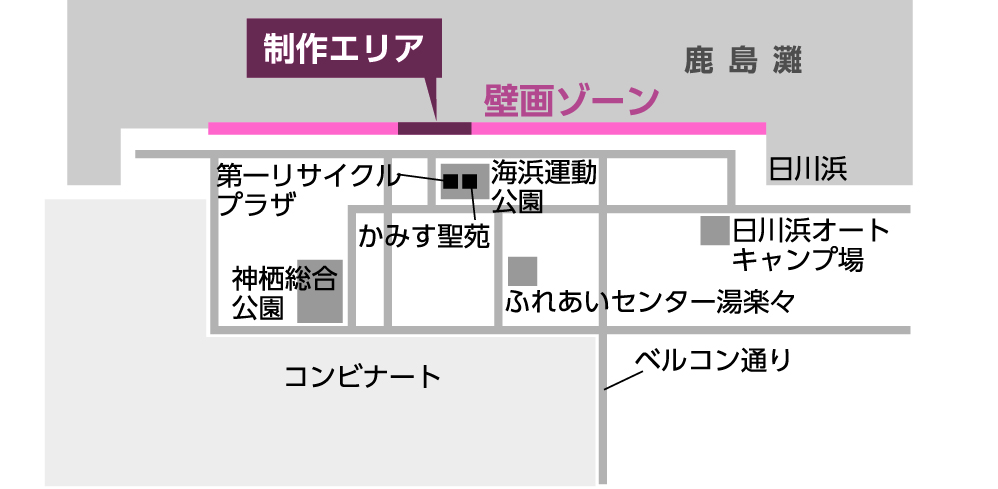 制作エリア
鹿島灘
壁画ゾーン
日川浜
第一リサイクル
プラザ
海浜運動
公園
かみす聖苑
日川浜オート
キャンプ場
神栖総合
公園
ふれあいセンター湯楽々
ベルコン通り
コンビナート